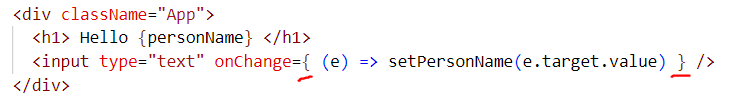 <div className="App">
<h1> Hello {personName} </h1>
<input type="text" onChange={ (e) => setPersonName(e.target.value) } />
</div>